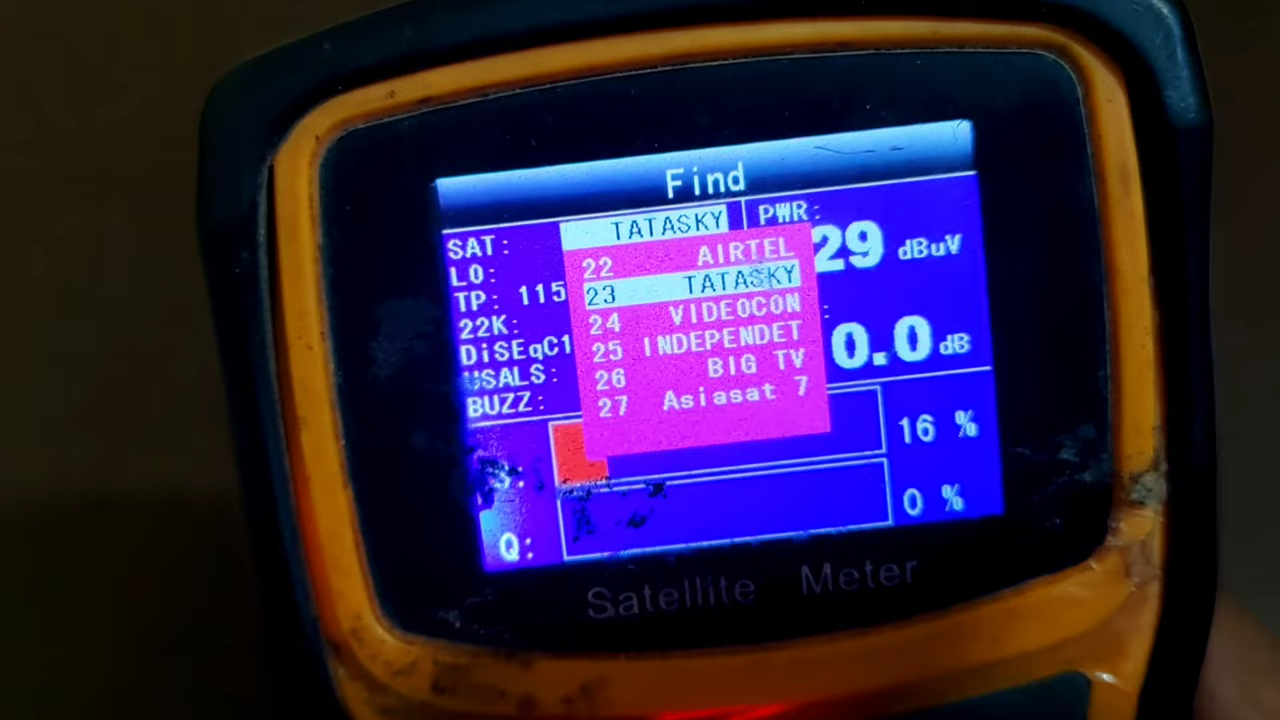 Find
SAT: TATASKY
LO:
TP: 115
22K:
DiSEqC1
USALS:
BUZZ:
22 AIRTEL
23 TATASKY
24 VIDEOCON
25 INDEPENDET
26 BIG TV
27 Asiasat 7
PWR:
29 dBuV
:
0.0 dB
S: 16 %
Q: 0 %
Satellite Meter